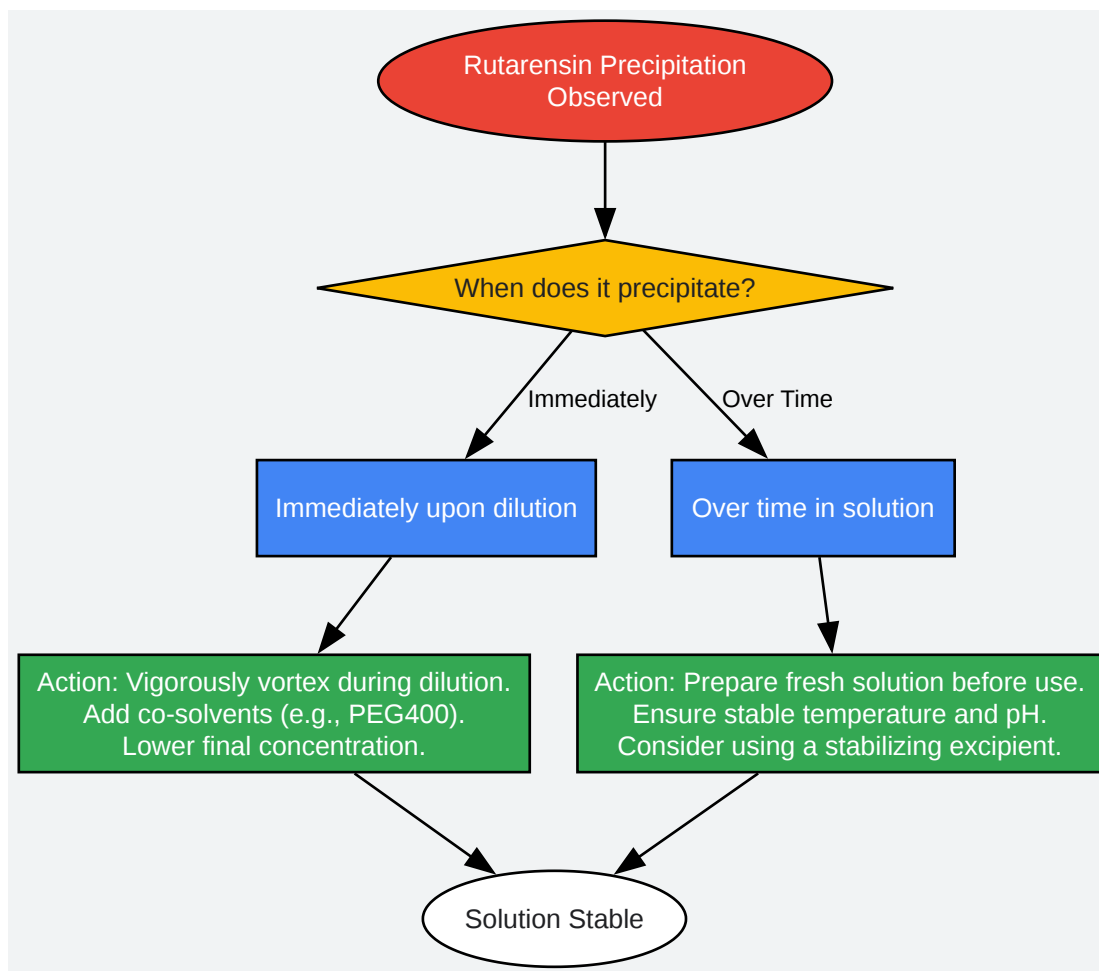 Rutarensin Precipitation
Observed
When does it precipitate?
Immediately
Over Time
Immediately upon dilution
Over time in solution
Action: Vigorously vortex during dilution.
Add co-solvents (e.g., PEG400).
Lower final concentration.
Action: Prepare fresh solution before use.
Ensure stable temperature and pH.
Consider using a stabilizing excipient.
Solution Stable